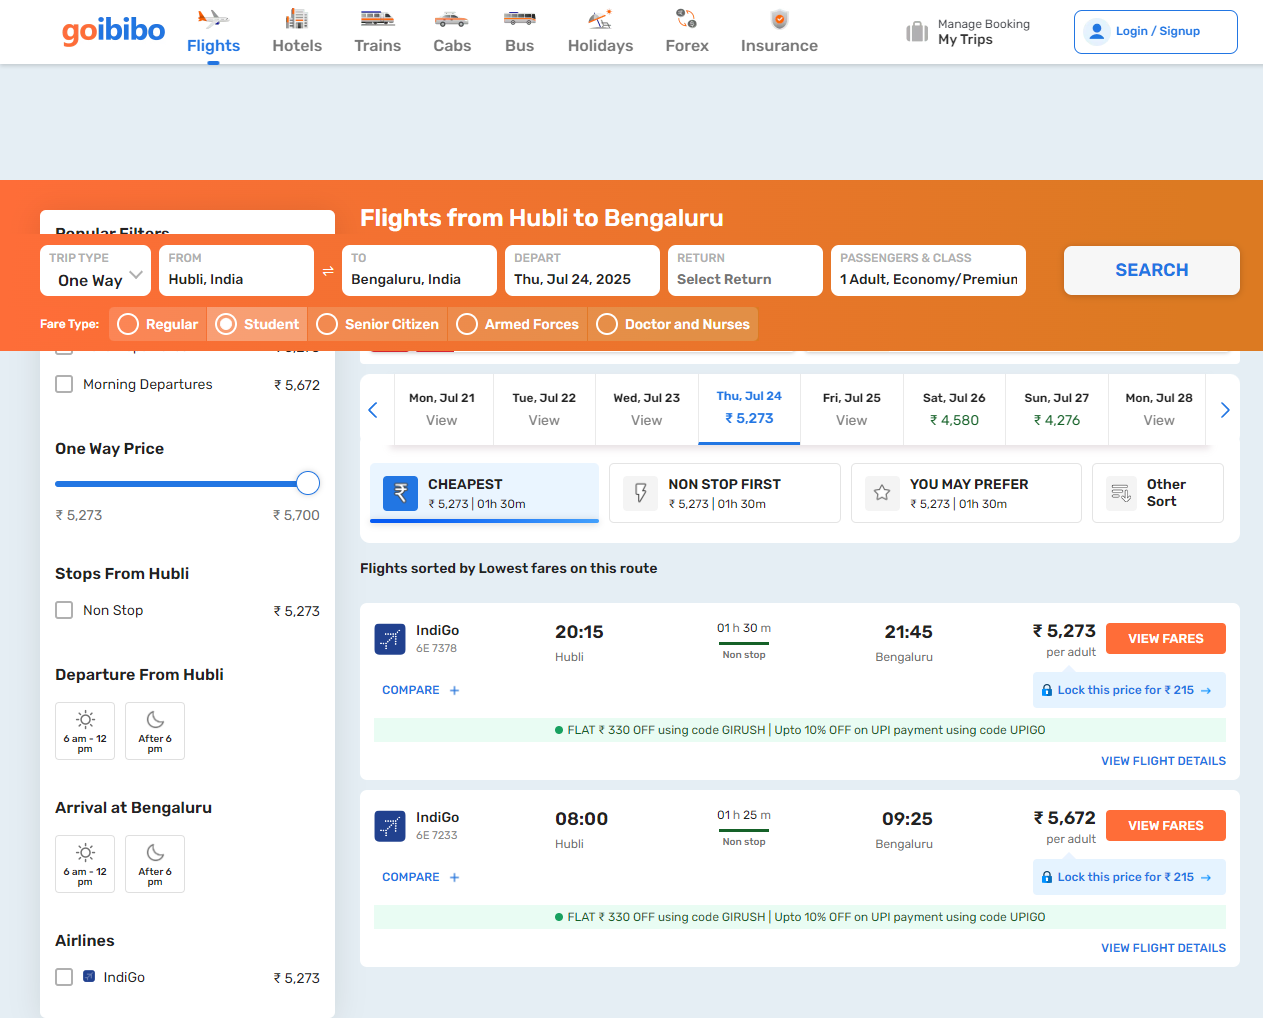 goibibo
Flights
Hotels
Trains
Cabs
Bus
Holidays
Forex
Insurance
Manage Booking
My Trips
Login / Signup
Flights from Hubli to Bengaluru
Popular Filters
TRIP TYPE
One Way
FROM
Hubli, India
TO
Bengaluru, India
DEPART
Thu, Jul 24, 2025
RETURN
Select Return
PASSENGERS & CLASS
1 Adult, Economy/Premiun
SEARCH
Fare Type:
Regular
Student
Senior Citizen
Armed Forces
Doctor and Nurses
Morning Departures
₹ 5,672
One Way Price
₹ 5,273
₹ 5,700
Stops From Hubli
Non Stop
₹ 5,273
Departure From Hubli
6 am - 12
pm
After 6
pm
Arrival at Bengaluru
6 am - 12
pm
After 6
pm
Airlines
IndiGo
₹ 5,273
Mon, Jul 21
View
Tue, Jul 22
View
Wed, Jul 23
View
Thu, Jul 24
₹ 5,273
Fri, Jul 25
View
Sat, Jul 26
₹ 4,580
Sun, Jul 27
₹ 4,276
Mon, Jul 28
View
CHEAPEST
₹ 5,273 | 01h 30m
NON STOP FIRST
₹ 5,273 | 01h 30m
YOU MAY PREFER
₹ 5,273 | 01h 30m
Other
Sort
Flights sorted by Lowest fares on this route
IndiGo
6E 7378
20:15
Hubli
01 h 30 m
Non stop
21:45
Bengaluru
₹ 5,273
per adult
VIEW FARES
COMPARE +
Lock this price for ₹ 215 →
FLAT ₹ 330 OFF using code GIRUSH | Upto 10% OFF on UPI payment using code UPIGO
VIEW FLIGHT DETAILS
IndiGo
6E 7233
08:00
Hubli
01 h 25 m
Non stop
09:25
Bengaluru
₹ 5,672
per adult
VIEW FARES
COMPARE +
Lock this price for ₹ 215 →
FLAT ₹ 330 OFF using code GIRUSH | Upto 10% OFF on UPI payment using code UPIGO
VIEW FLIGHT DETAILS